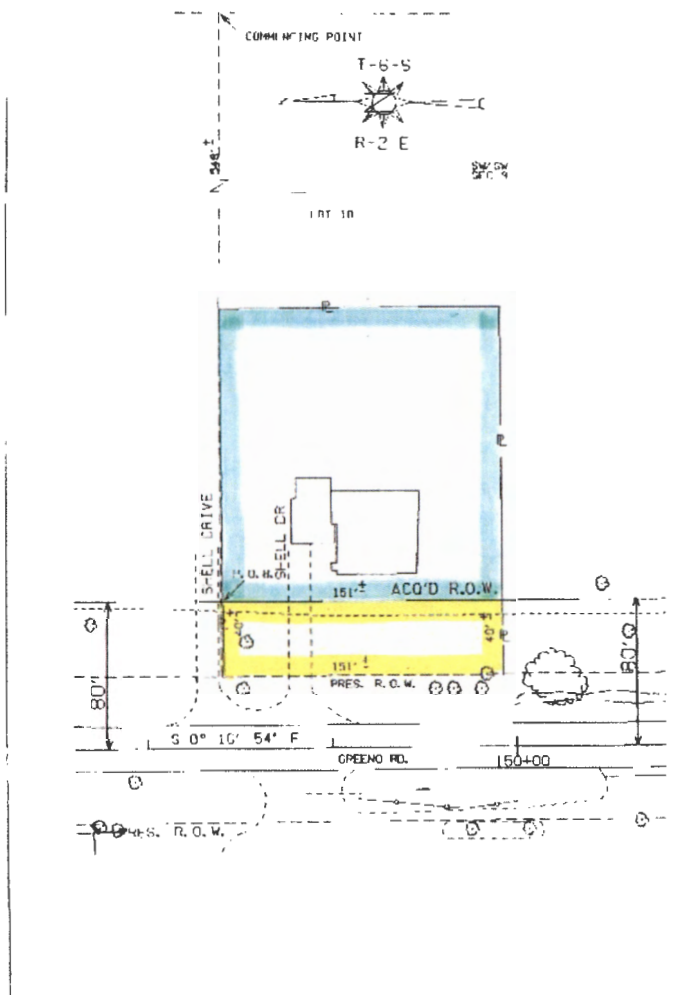 COMMENCING POINT
T-6-S
R-2 E
LOT 10
SHELL DRIVE
SHELL DR
P.O.B.
151'± ACQ'D R.O.W.
40'
40'±
151'±
PRES. R.O.W.
80'
80'
S 0° 16' 54" E
GREENO RD.
150+00
PRES. R.O.W.